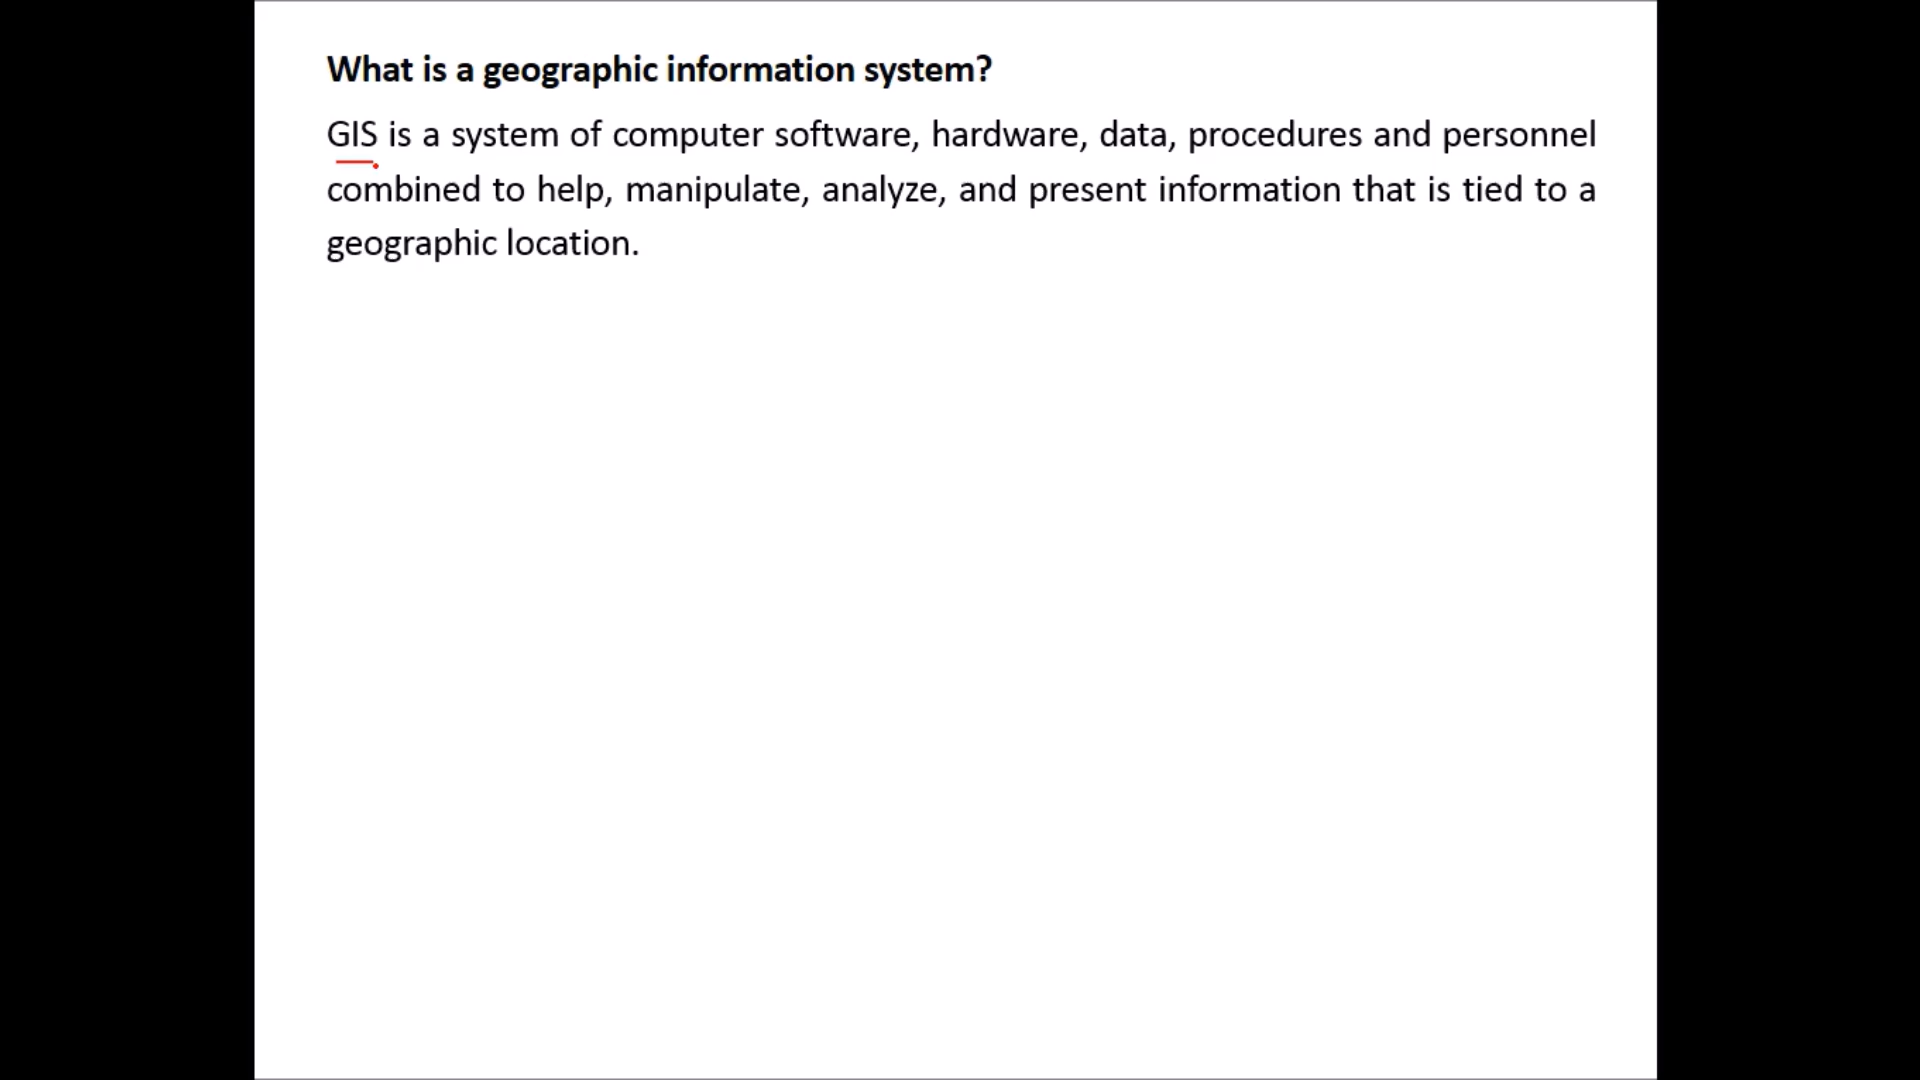 What is a geographic information system?
GIS is a system of computer software, hardware, data, procedures and personnel
combined to help, manipulate, analyze, and present information that is tied to a
geographic location.